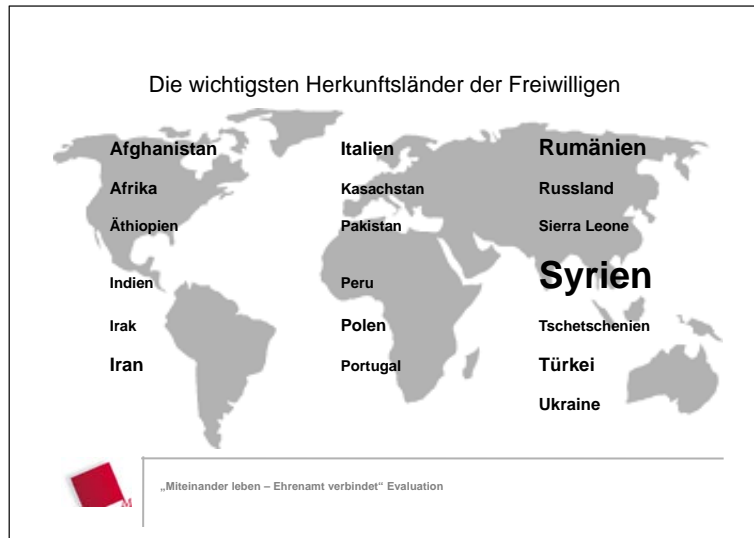 Die wichtigsten Herkunftsländer der Freiwilligen
Afghanistan
Afrika
Äthiopien
Indien
Irak
Iran
Italien
Kasachstan
Pakistan
Peru
Polen
Portugal
Rumänien
Russland
Sierra Leone
Syrien
Tschetschenien
Türkei
Ukraine
M
„Miteinander leben – Ehrenamt verbindet“ Evaluation